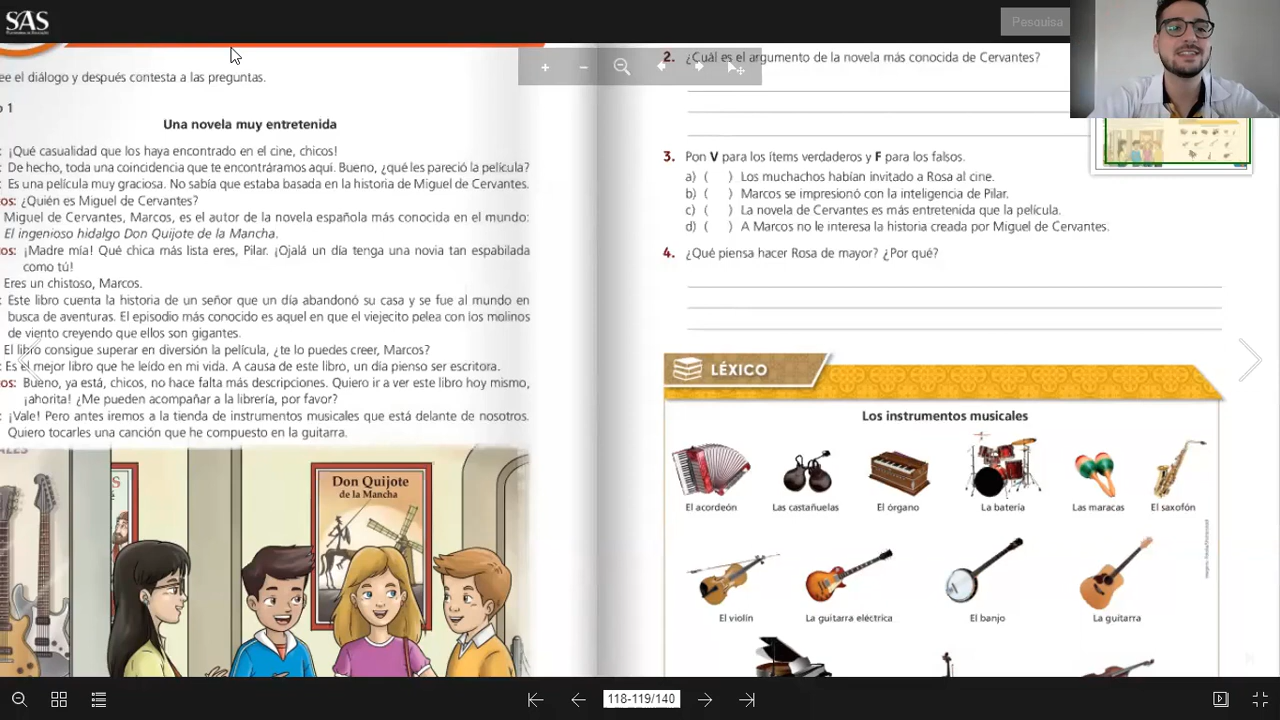 SAS
Pesquisa
ee el diálogo y después contesta a las preguntas.
o 1
Una novela muy entretenida
: ¡Qué casualidad que los haya encontrado en el cine, chicos!
: De hecho, toda una coincidencia que te encontráramos aquí. Bueno, ¿qué les pareció la película?
: Es una película muy graciosa. No sabía que estaba basada en la historia de Miguel de Cervantes.
os: ¿Quién es Miguel de Cervantes?
Miguel de Cervantes, Marcos, es el autor de la novela española más conocida en el mundo:
El ingenioso hidalgo Don Quijote de la Mancha.
os: ¡Madre mía! Qué chica más lista eres, Pilar. ¡Ojalá un día tenga una novia tan espabilada
como tú!
Eres un chistoso, Marcos.
: Este libro cuenta la historia de un señor que un día abandonó su casa y se fue al mundo en
busca de aventuras. El episodio más conocido es aquel en que el viejecito pelea con los molinos
de viento creyendo que ellos son gigantes.
El libro consigue superar en diversión la película, ¿te lo puedes creer, Marcos?
: Es el mejor libro que he leído en mi vida. A causa de este libro, un día pienso ser escritora.
os: Bueno, ya está, chicos, no hace falta más descripciones. Quiero ir a ver este libro hoy mismo,
¡ahorita! ¿Me pueden acompañar a la librería, por favor?
: ¡Vale! Pero antes iremos a la tienda de instrumentos musicales que está delante de nosotros.
Quiero tocarles una canción que he compuesto en la guitarra.
ALES
Don Quijote
de la Mancha
2. ¿Cuál es el argumento de la novela más conocida de Cervantes?
3. Pon V para los ítems verdaderos y F para los falsos.
a) ( ) Los muchachos habían invitado a Rosa al cine.
b) ( ) Marcos se impresionó con la inteligencia de Pilar.
c) ( ) La novela de Cervantes es más entretenida que la película.
d) ( ) A Marcos no le interesa la historia creada por Miguel de Cervantes.
4. ¿Qué piensa hacer Rosa de mayor? ¿Por qué?
LÉXICO
Los instrumentos musicales
El acordeón Las castañuelas El órgano La batería Las maracas El saxofón
El violín La guitarra eléctrica El banjo La guitarra
118-119/140